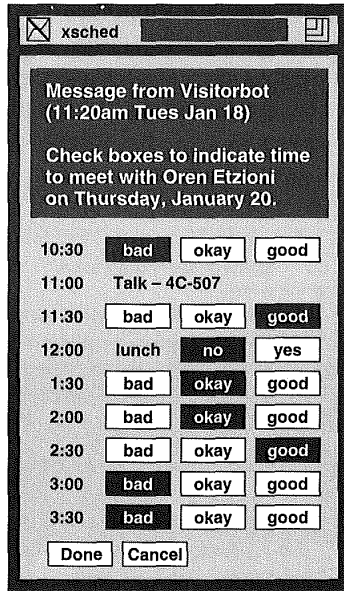 xsched
Message from Visitorbot
(11:20am Tues Jan 18)
Check boxes to indicate time
to meet with Oren Etzioni
on Thursday, January 20.
10:30 bad okay good
11:00 Talk – 4C-507
11:30 bad okay good
12:00 lunch no yes
1:30 bad okay good
2:00 bad okay good
2:30 bad okay good
3:00 bad okay good
3:30 bad okay good
Done Cancel